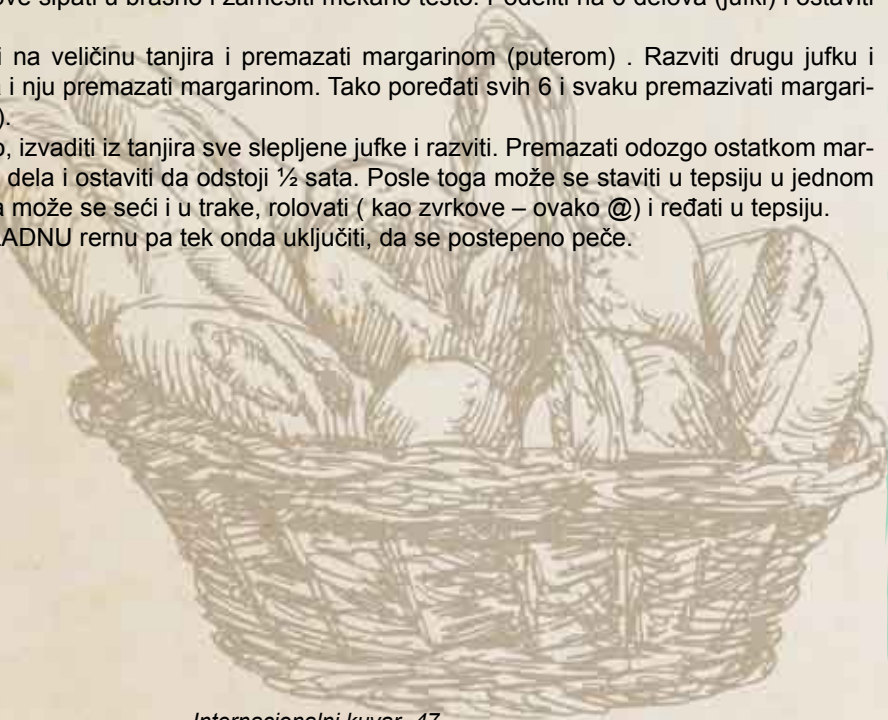 sipati u brašno i zamesiti mekano testo. Podeliti na 6 delova (jufki) i ostaviti
na veličinu tanjira i premazati margarinom (puterom) . Razviti drugu jufku i
i nju premazati margarinom. Tako poređati svih 6 i svaku premazivati margari-
).
izvaditi iz tanjira sve slepljene jufke i razviti. Premazati odozgo ostatkom mar-
dela i ostaviti da odstoji ½ sata. Posle toga može se staviti u tepsiju u jednom
može se seći i u trake, rolovati ( kao zvrkove – ovako @) i ređati u tepsiju.
rernu pa tek onda uključiti, da se postepeno peče.
Internacionalni kuvar 47